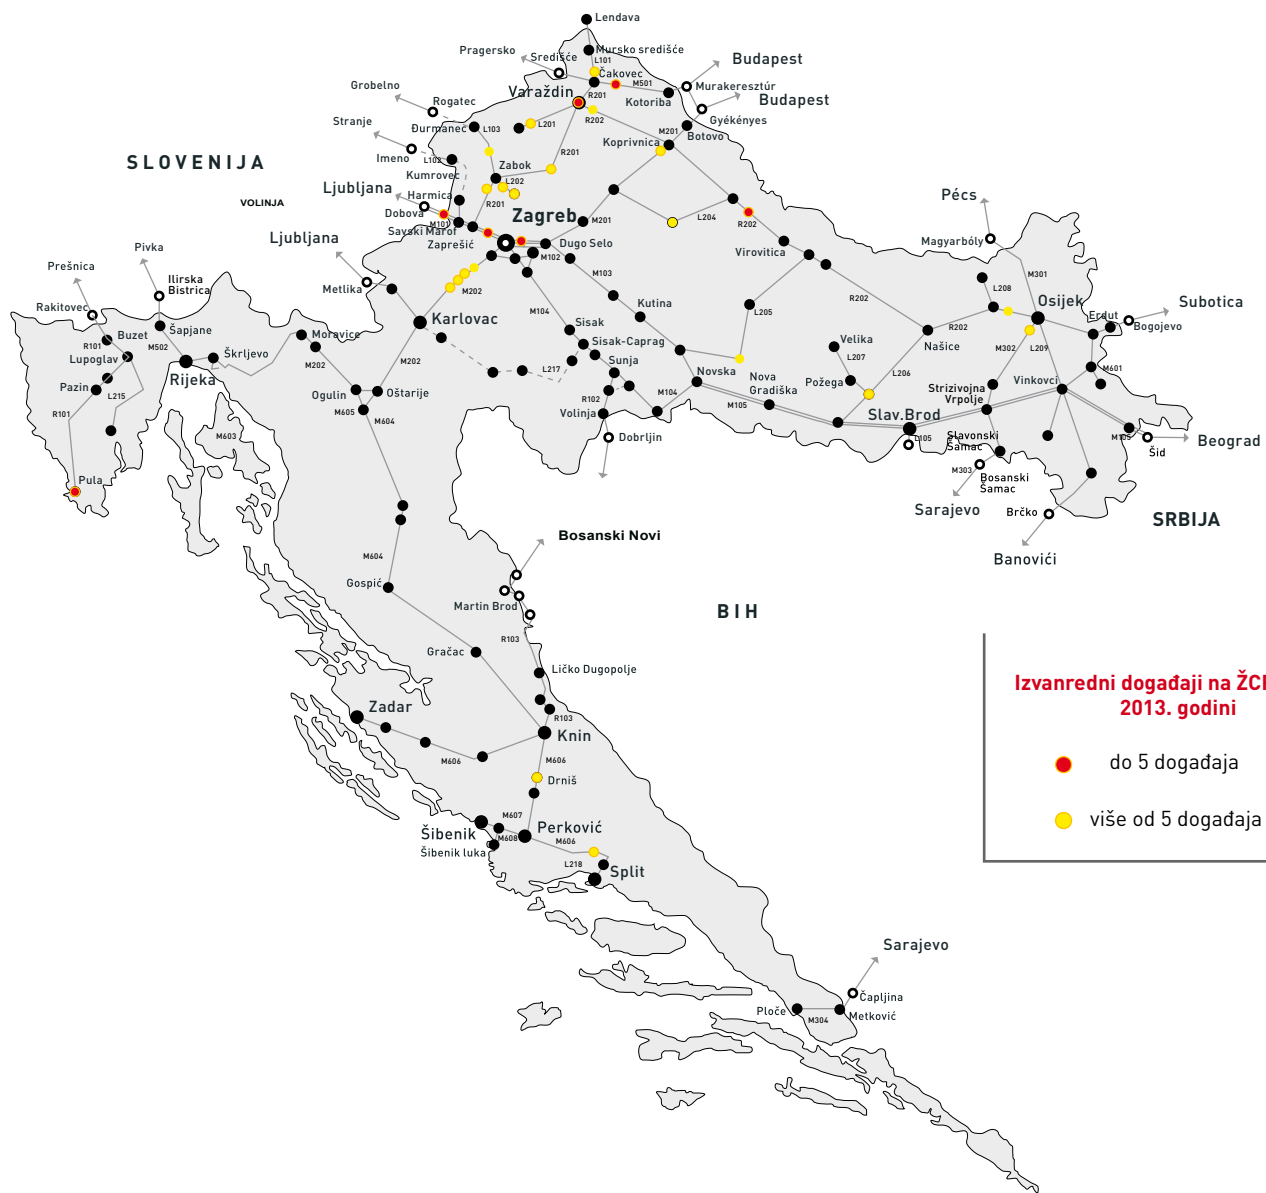 Lendava
Mursko središće
Pragersko
Središće
L101
Čakovec
M501
Budapest
Murakeresztúr
Grobelno
Varaždin
R201
Kotoriba
Budapest
Gyékényes
Rogatec
R202
Stranje
Đurmanec
L103
L201
M201
Botovo
Koprivnica
SLOVENIJA
Imeno
L102
Kumrovec
Zabok
R201
L202
Ljubljana
Harmica
R201
VOLINJA
Dobova
M101
Savski Marof
Zagreb
M201
L204
R202
Pécs
Zaprešić
Dugo Selo
M102
Virovitica
Magyarbóly
Pivka
Ljubljana
M103
M301
Prešnica
Ilirska
Bistrica
Metlika
M202
L208
Rakitovec
Kutina
R202
Osijek
Subotica
Karlovac
M104
L205
Erdut
Bogojevo
Buzet
Šapjane
Moravice
Sisak
R202
Našice
M302
L209
R101
M502
Sisak-Caprag
Velika
Lupoglav
Škrljevo
M202
M202
L217
Sunja
L207
L206
M601
Rijeka
Pazin
Požega
Vinkovci
Ogulin
Oštarije
R102
Novska
Nova
Gradiška
Strizivojna
Vrpolje
L215
M605
M104
M105
R101
M604
Volinja
Slav.Brod
M603
Dobrljin
L105
Slavonski
Šamac
M105
Beograd
Šid
M303
Bosanski
Šamac
Pula
Sarajevo
Brčko
SRBIJA
Bosanski Novi
M604
Banovići
Gospić
Martin Brod
BIH
R103
Gračac
Ličko Dugopolje
Izvanredni događaji na ŽCP
2013. godini
Zadar
R103
Knin
M606
M606
do 5 događaja
Drniš
M607
više od 5 događaja
Šibenik
M608
Perković
M606
Šibenik luka
L218
Split
Sarajevo
Čapljina
Ploče
M304
Metković